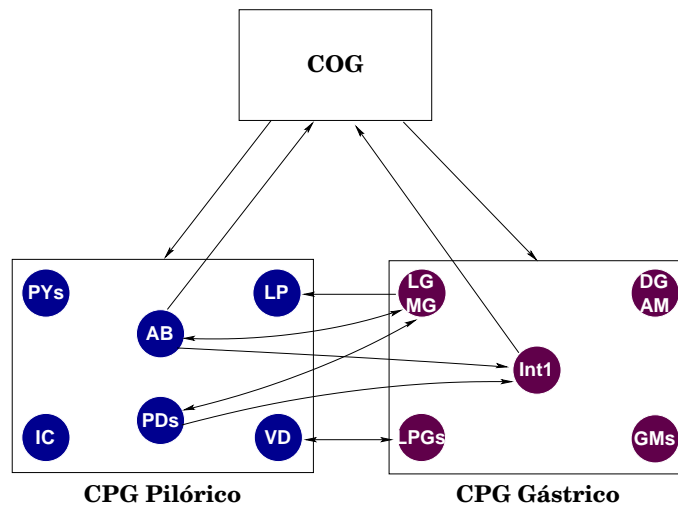 COG
PYs
LP
AB
PDs
IC
VD
LG
MG
DG
AM
Int1
LPGs
GMs
CPG Pilórico
CPG Gástrico